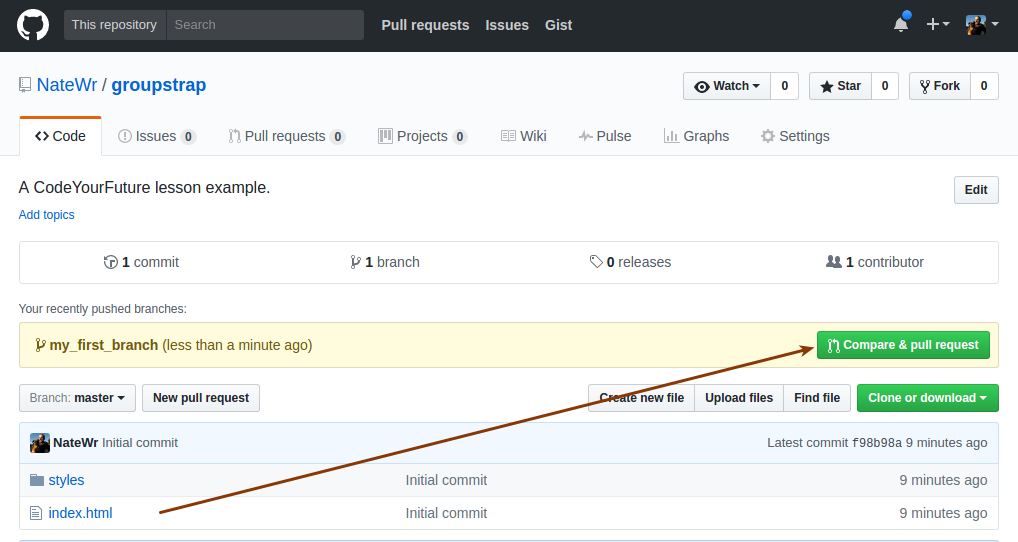 This repository Search Pull requests Issues Gist
NateWr / groupstrap Watch 0 Star 0 Fork 0
Code Issues 0 Pull requests 0 Projects 0 Wiki Pulse Graphs Settings
A CodeYourFuture lesson example. Edit
Add topics
1 commit 1 branch 0 releases 1 contributor
Your recently pushed branches:
my_first_branch (less than a minute ago) Compare & pull request
Branch: master New pull request Create new file Upload files Find file Clone or download
NateWr Initial commit Latest commit f98b98a 9 minutes ago
styles Initial commit 9 minutes ago
index.html Initial commit 9 minutes ago